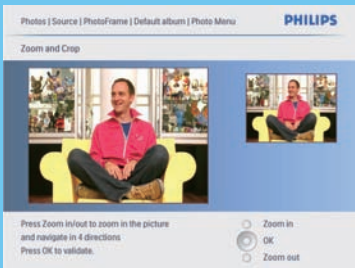 Photos | Source | PhotoFrame | Default album | Photo Menu
PHILIPS
Zoom and Crop
Press Zoom in/out to zoom in the picture
and navigate in 4 directions
Press OK to validate.
Zoom in
OK
Zoom out